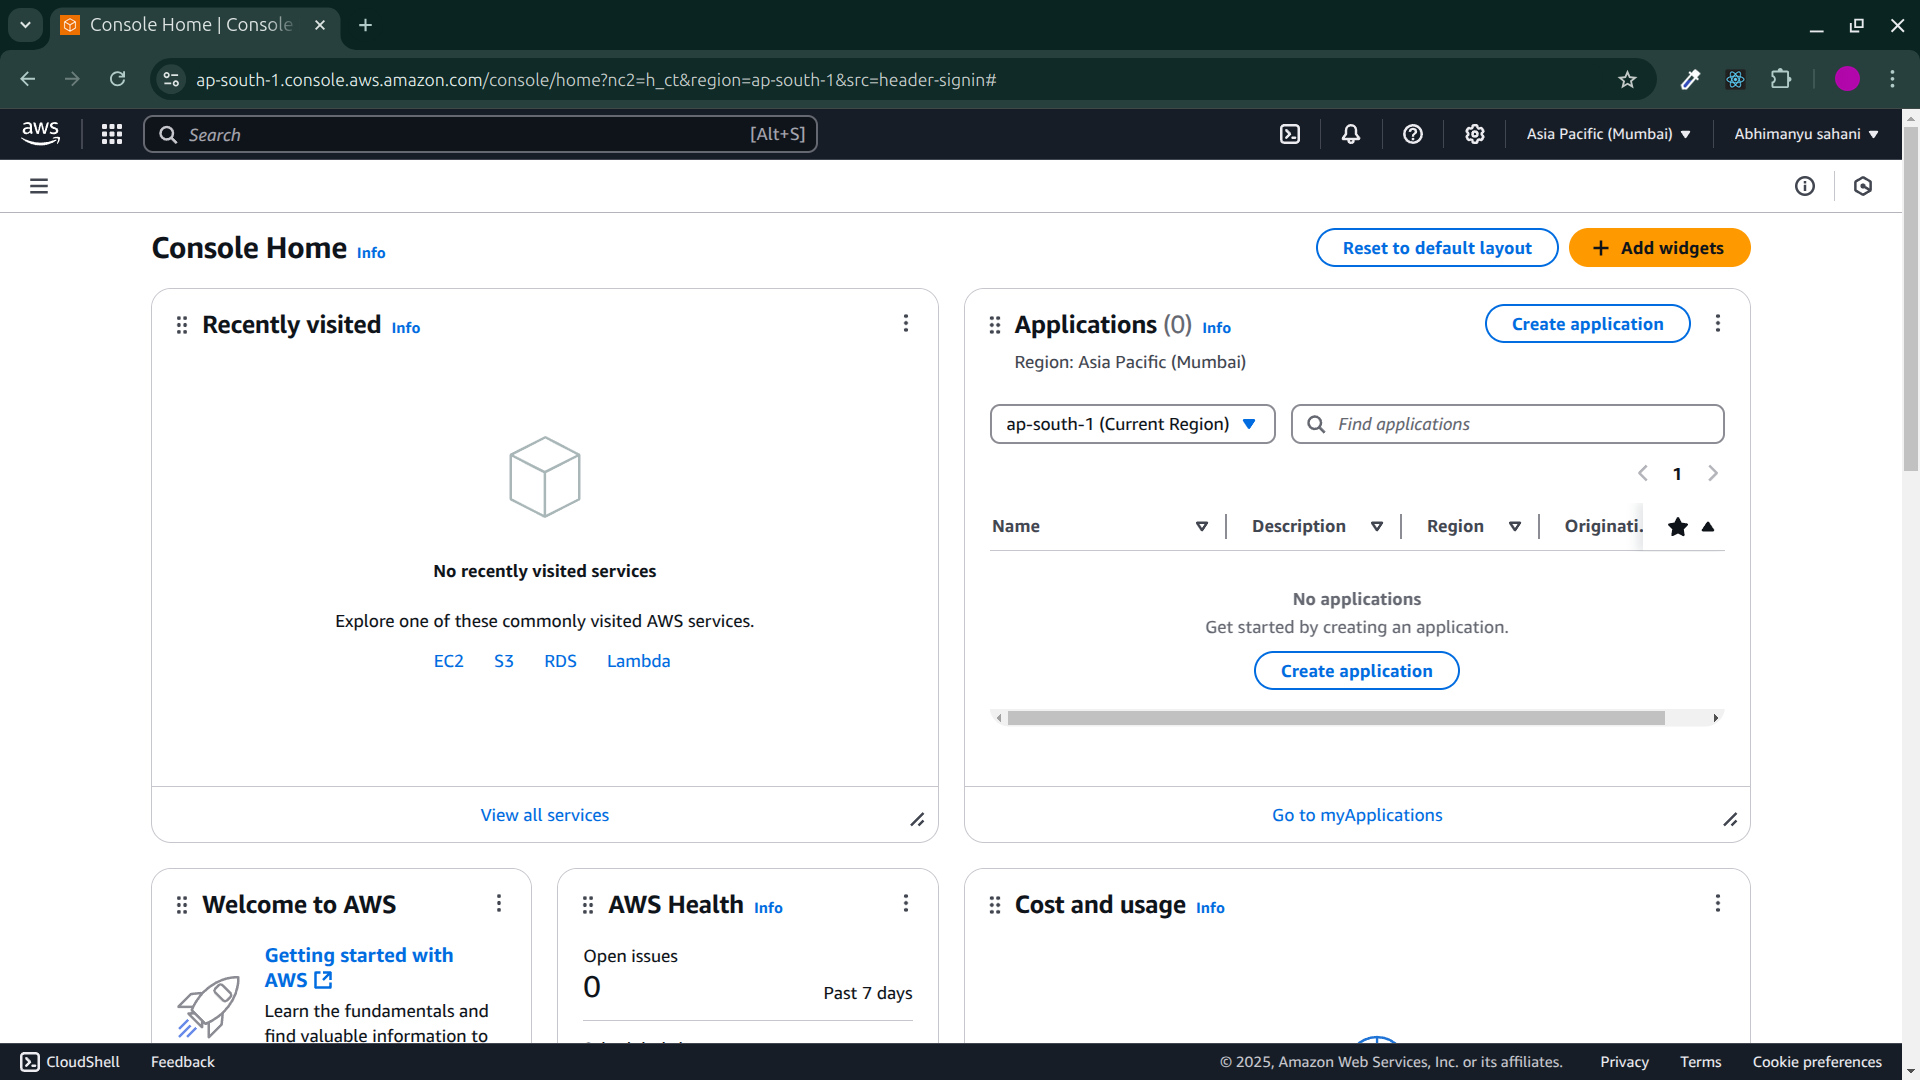 Console Home | Console
ap-south-1.console.aws.amazon.com/console/home?nc2=h_ct&region=ap-south-1&src=header-signin#
aws
Search
[Alt+S]
Asia Pacific (Mumbai)
Abhimanyu sahani
Console Home Info
Reset to default layout
Add widgets
Recently visited Info
No recently visited services
Explore one of these commonly visited AWS services.
EC2 S3 RDS Lambda
View all services
Applications (0) Info
Create application
Region: Asia Pacific (Mumbai)
ap-south-1 (Current Region)
Find applications
1
Name Description Region Originati.
No applications
Get started by creating an application.
Create application
Go to myApplications
Welcome to AWS
Getting started with
AWS
Learn the fundamentals and
find valuable information to
AWS Health Info
Open issues
0
Past 7 days
Cost and usage Info
CloudShell
Feedback
© 2025, Amazon Web Services, Inc. or its affiliates.
Privacy
Terms
Cookie preferences